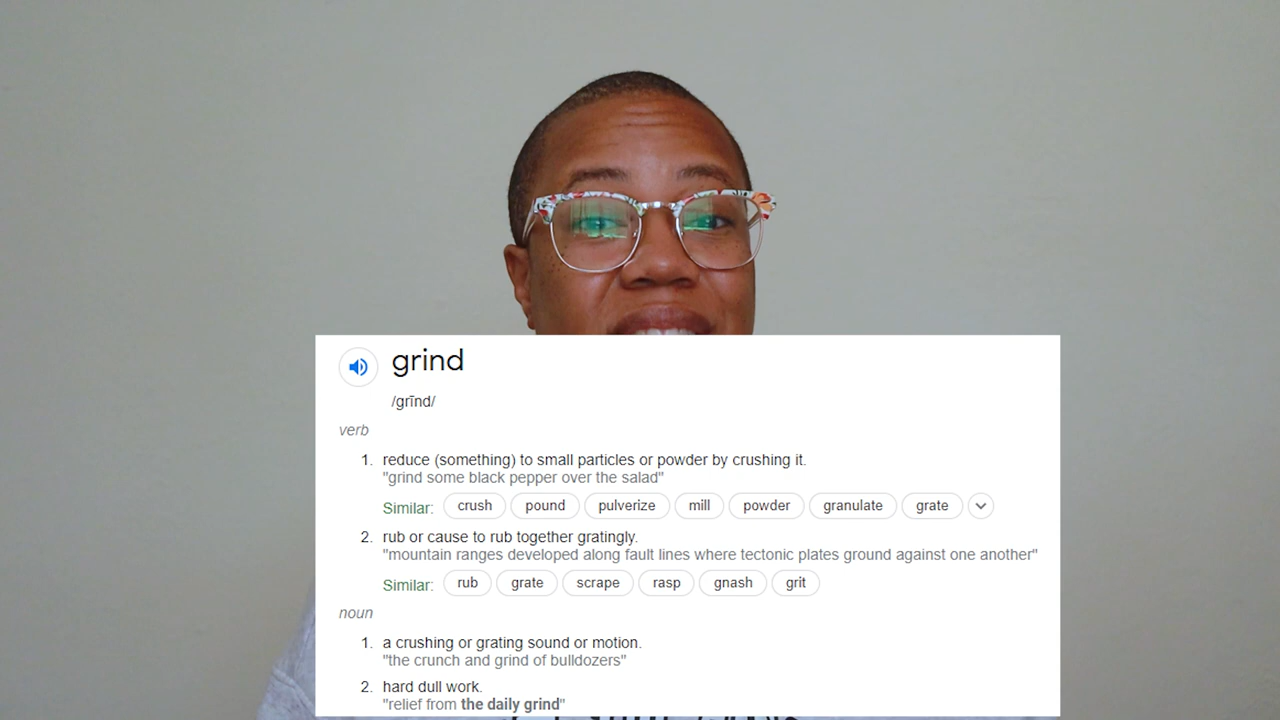 grind
/grīnd/
verb
1. reduce (something) to small particles or powder by crushing it.
"grind some black pepper over the salad"
Similar: crush pound pulverize mill powder granulate grate
2. rub or cause to rub together gratingly.
"mountain ranges developed along fault lines where tectonic plates ground against one another"
Similar: rub grate scrape rasp gnash grit
noun
1. a crushing or grating sound or motion.
"the crunch and grind of bulldozers"
2. hard dull work.
"relief from the daily grind"